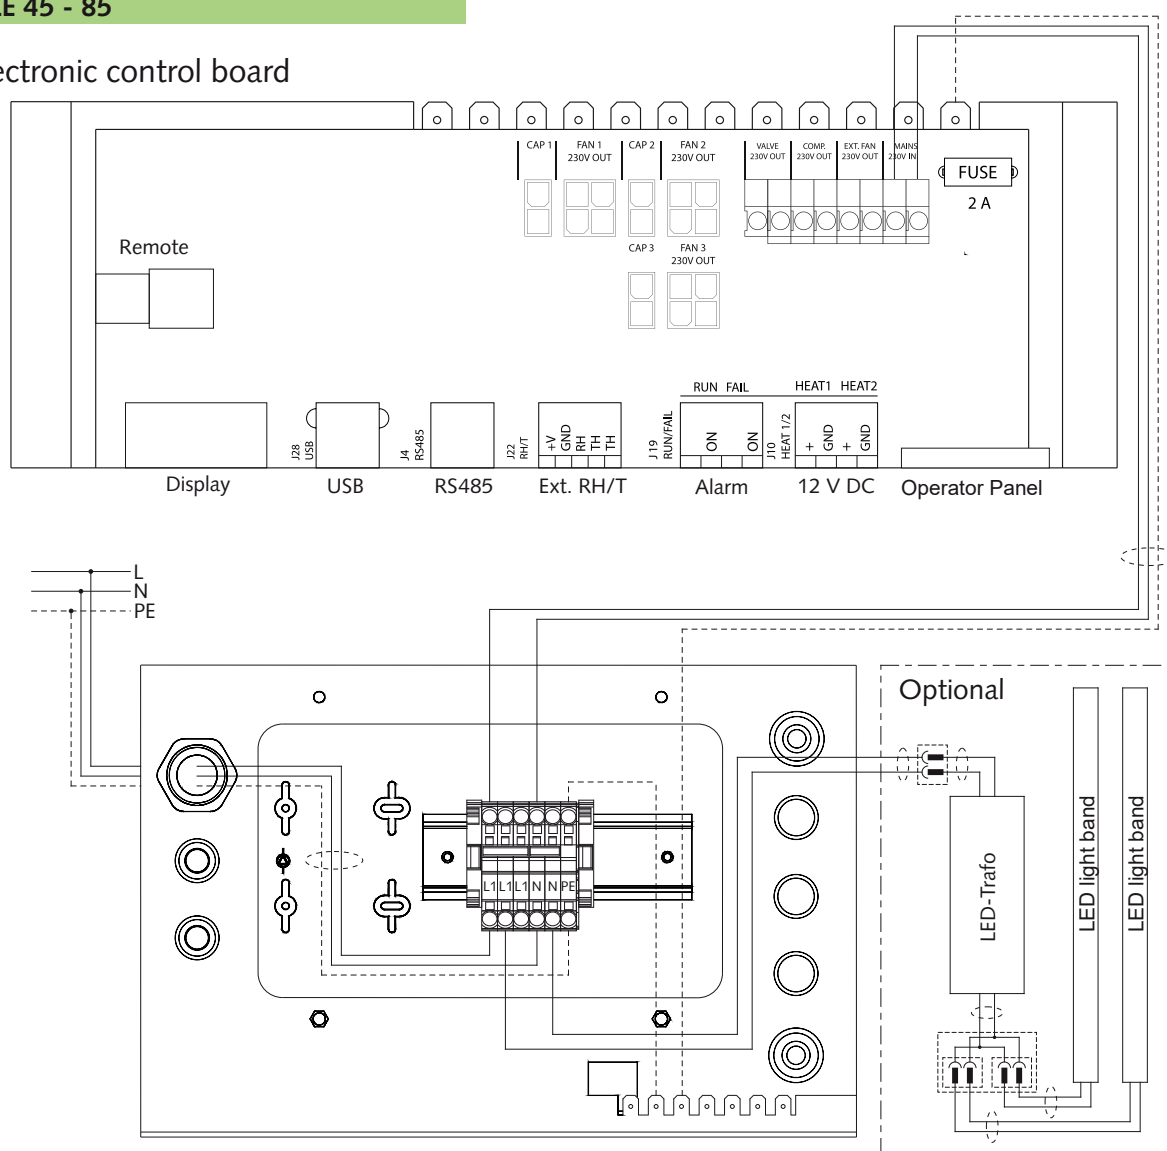 LE 45 - 85
ectronic control board
CAP 1
FAN 1
230V OUT
CAP 2
FAN 2
230V OUT
VALVE
230V OUT
COMP.
230V OUT
EXT. FAN
230V OUT
MAINS
230V IN
FUSE
2 A
Remote
CAP 3
FAN 3
230V OUT
RUN FAIL
HEAT1 HEAT2
J28
USB
J4
RS485
J22
RH/T
+V
GND
RH
TH
TH
J19
RUN/FAIL
ON
ON
J10
HEAT 1/2
+
GND
+
GND
Display
USB
RS485
Ext. RH/T
Alarm
12 V DC
Operator Panel
L
N
PE
Optional
L1 L1 L1 N N PE
LED-Trafo
LED light band
LED light band